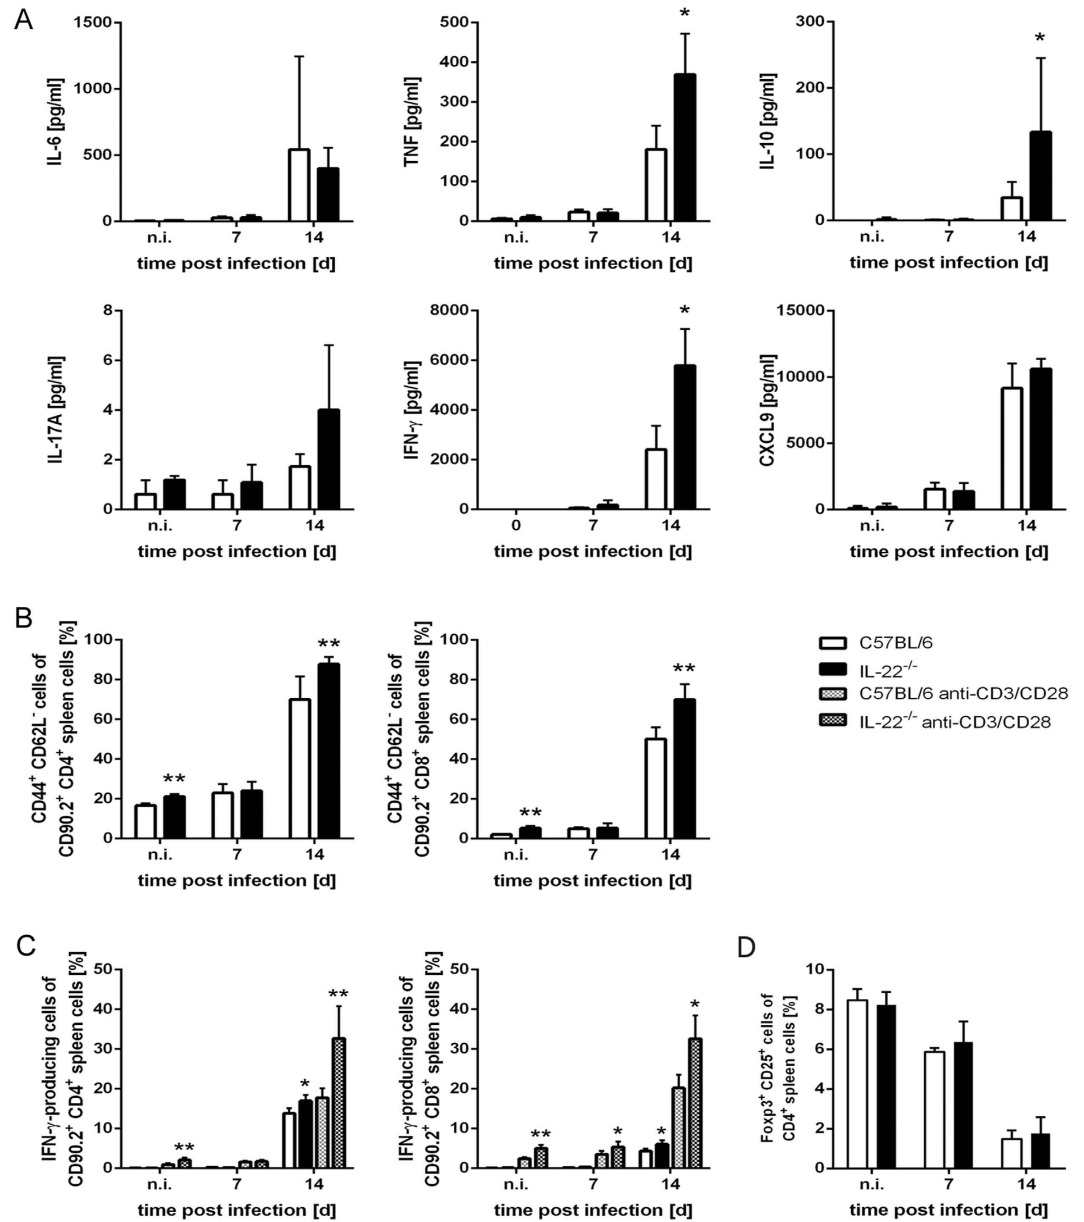 A
IL-6 [pg/ml]
1500
1000
500
0
n.i. 7 14
time post infection [d]
TNF [pg/ml]
500
400
300
200
100
0
*
n.i. 7 14
time post infection [d]
IL-10 [pg/ml]
300
200
100
0
*
n.i. 7 14
time post infection [d]
IL-17A [pg/ml]
8
6
4
2
0
n.i. 7 14
time post infection [d]
IFN-γ [pg/ml]
8000
6000
4000
2000
0
*
0 7 14
time post infection [d]
CXCL9 [pg/ml]
15000
10000
5000
0
n.i. 7 14
time post infection [d]
B
CD44⁺ CD62L⁻ cells of
CD90.2⁺ CD4⁺ spleen cells [%]
100
80
60
40
20
0
**
**
n.i. 7 14
time post infection [d]
CD44⁺ CD62L⁻ cells of
CD90.2⁺ CD8⁺ spleen cells [%]
100
80
60
40
20
0
**
**
n.i. 7 14
time post infection [d]
C57BL/6
IL-22⁻/⁻
C57BL/6 anti-CD3/CD28
IL-22⁻/⁻ anti-CD3/CD28
C
IFN-γ-producing cells of
CD90.2⁺ CD4⁺ spleen cells [%]
50
40
30
20
10
0
**
*
**
n.i. 7 14
time post infection [d]
IFN-γ-producing cells of
CD90.2⁺ CD8⁺ spleen cells [%]
50
40
30
20
10
0
**
*
*
*
n.i. 7 14
time post infection [d]
D
Foxp3⁺ CD25⁺ cells of
CD4⁺ spleen cells [%]
10
8
6
4
2
0
n.i. 7 14
time post infection [d]